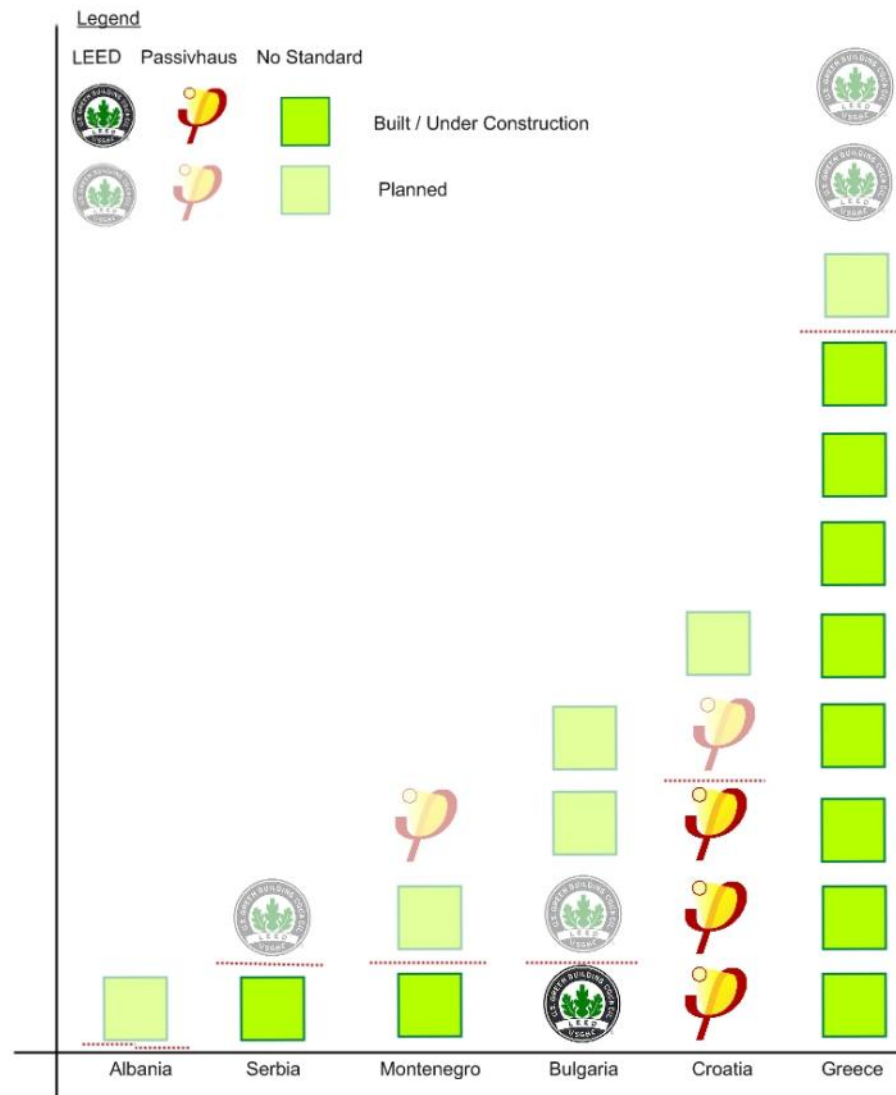 Legend
LEED Passivhaus No Standard
Built / Under Construction
Planned
Albania Serbia Montenegro Bulgaria Croatia Greece